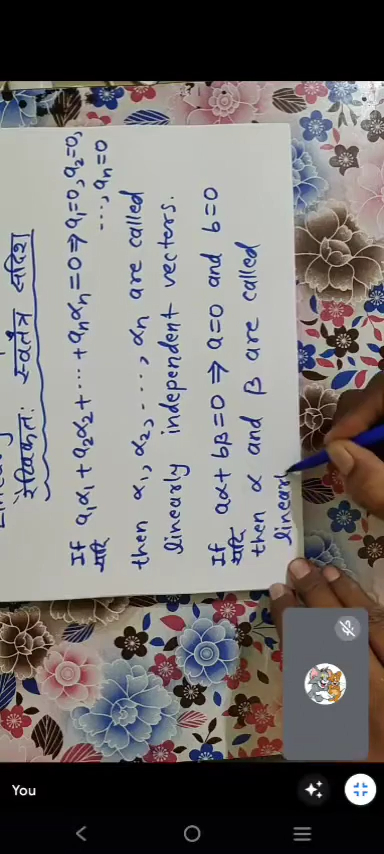 रैखिकतः स्वतंत्र सदिश
If a₁α₁ + a₂α₂ + ··· + aₙαₙ = 0 ⇒ a₁=0, a₂=0,
यदि ···, aₙ=0
then α₁, α₂, ···, αn are called
linearly independent vectors.
If aα + bβ = 0 ⇒ a=0 and b=0
यदि
then α and β are called
linearl
You